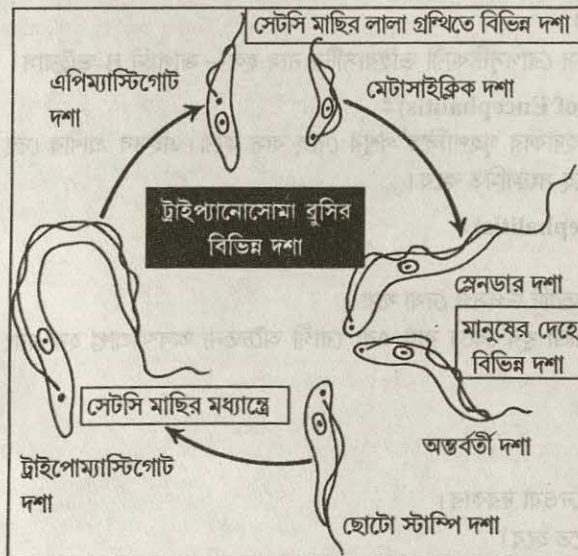 সেটসি মাছির লালা গ্রন্থিতে বিভিন্ন দশা
এপিম্যাস্টিগোট
দশা
মেটাসাইক্লিক দশা
ট্রাইপ্যানোসোমা ব্রুসির
বিভিন্ন দশা
স্লেনডার দশা
মানুষের দেহে
বিভিন্ন দশা
সেটসি মাছির মধ্যান্ত্রে
অন্তর্বর্তী দশা
ট্রাইপোম্যাস্টিগোট
দশা
ছোটো স্টাম্পি দশা